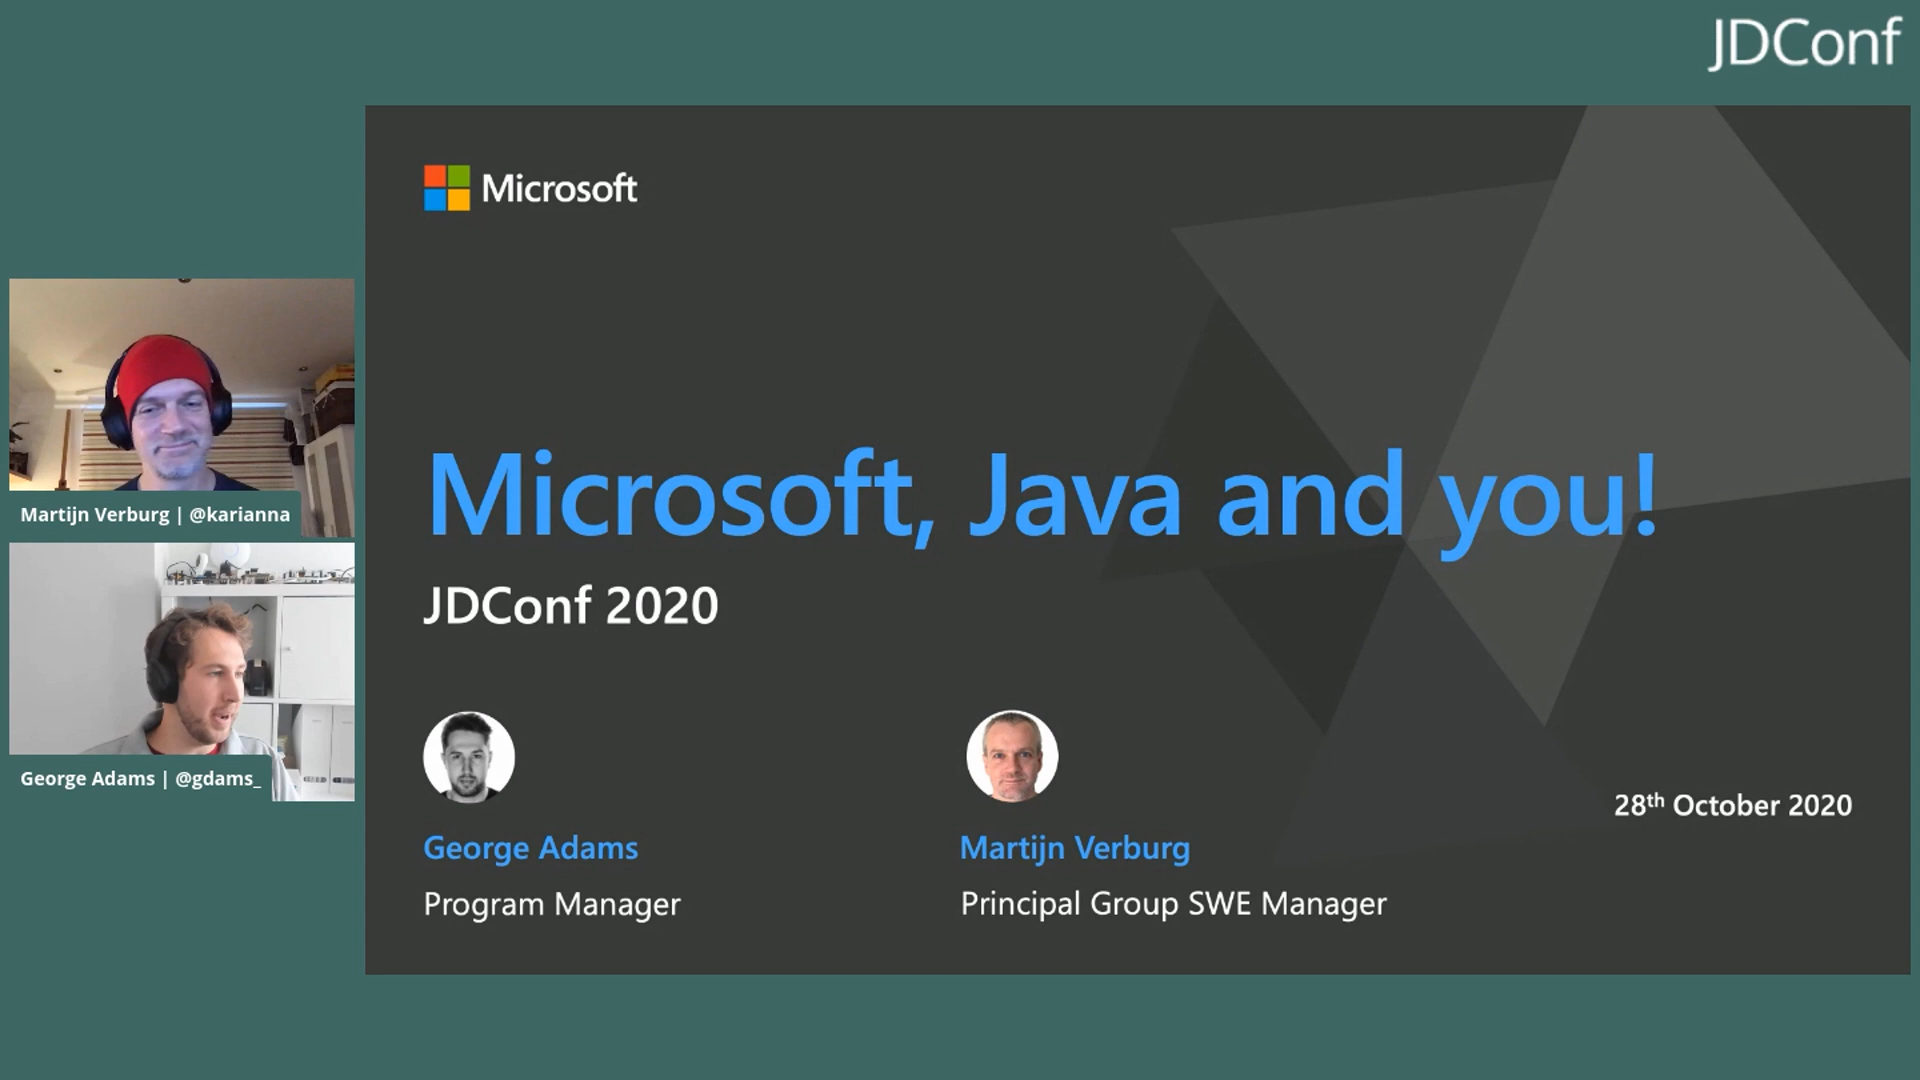 JDConf
Microsoft
Microsoft, Java and you!
JDConf 2020
Martijn Verburg | @karianna
George Adams | @gdams_
28th October 2020
George Adams
Martijn Verburg
Program Manager
Principal Group SWE Manager